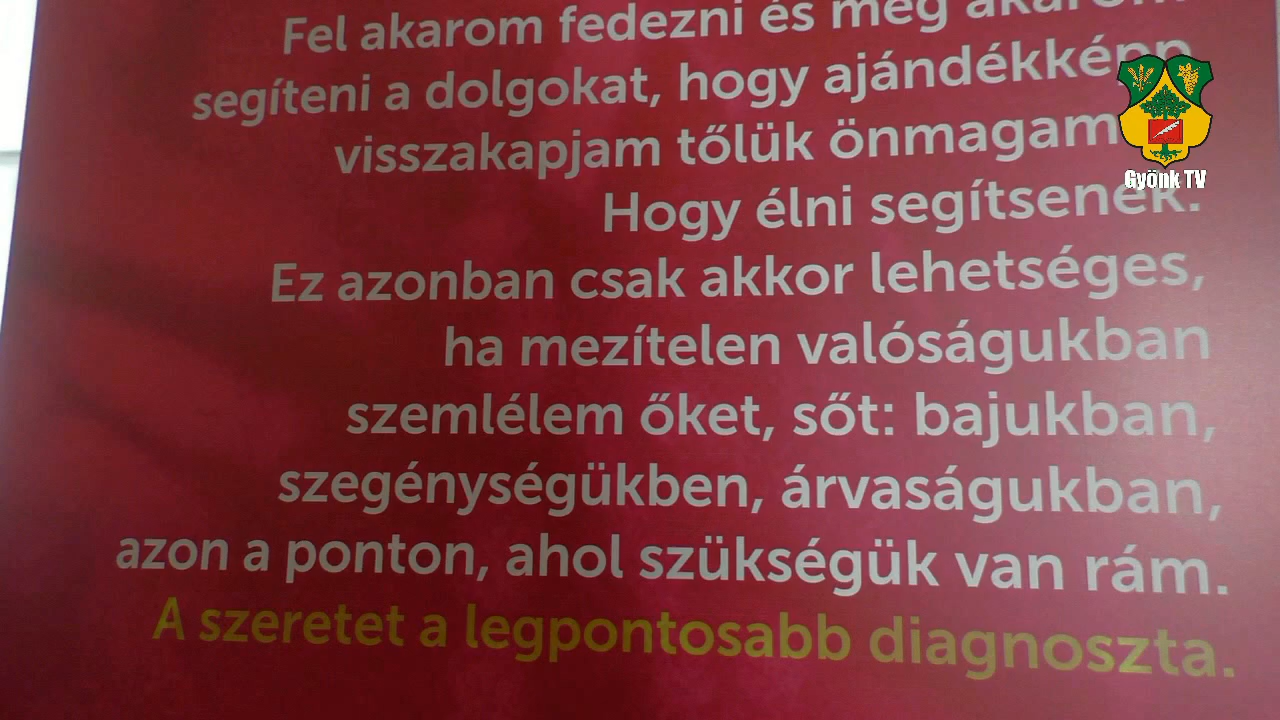 Fel akarom fedezni és meg akarom
segíteni a dolgokat, hogy ajándékképp
visszakapjam tőlük önmagam
Hogy élni segítsenek.
Ez azonban csak akkor lehetséges,
ha mezítelen valóságukban
szemlélem őket, sőt: bajukban,
szegénységükben, árvaságukban,
azon a ponton, ahol szükségük van rám.
A szeretet a legpontosabb diagnoszta.
Gyönk TV